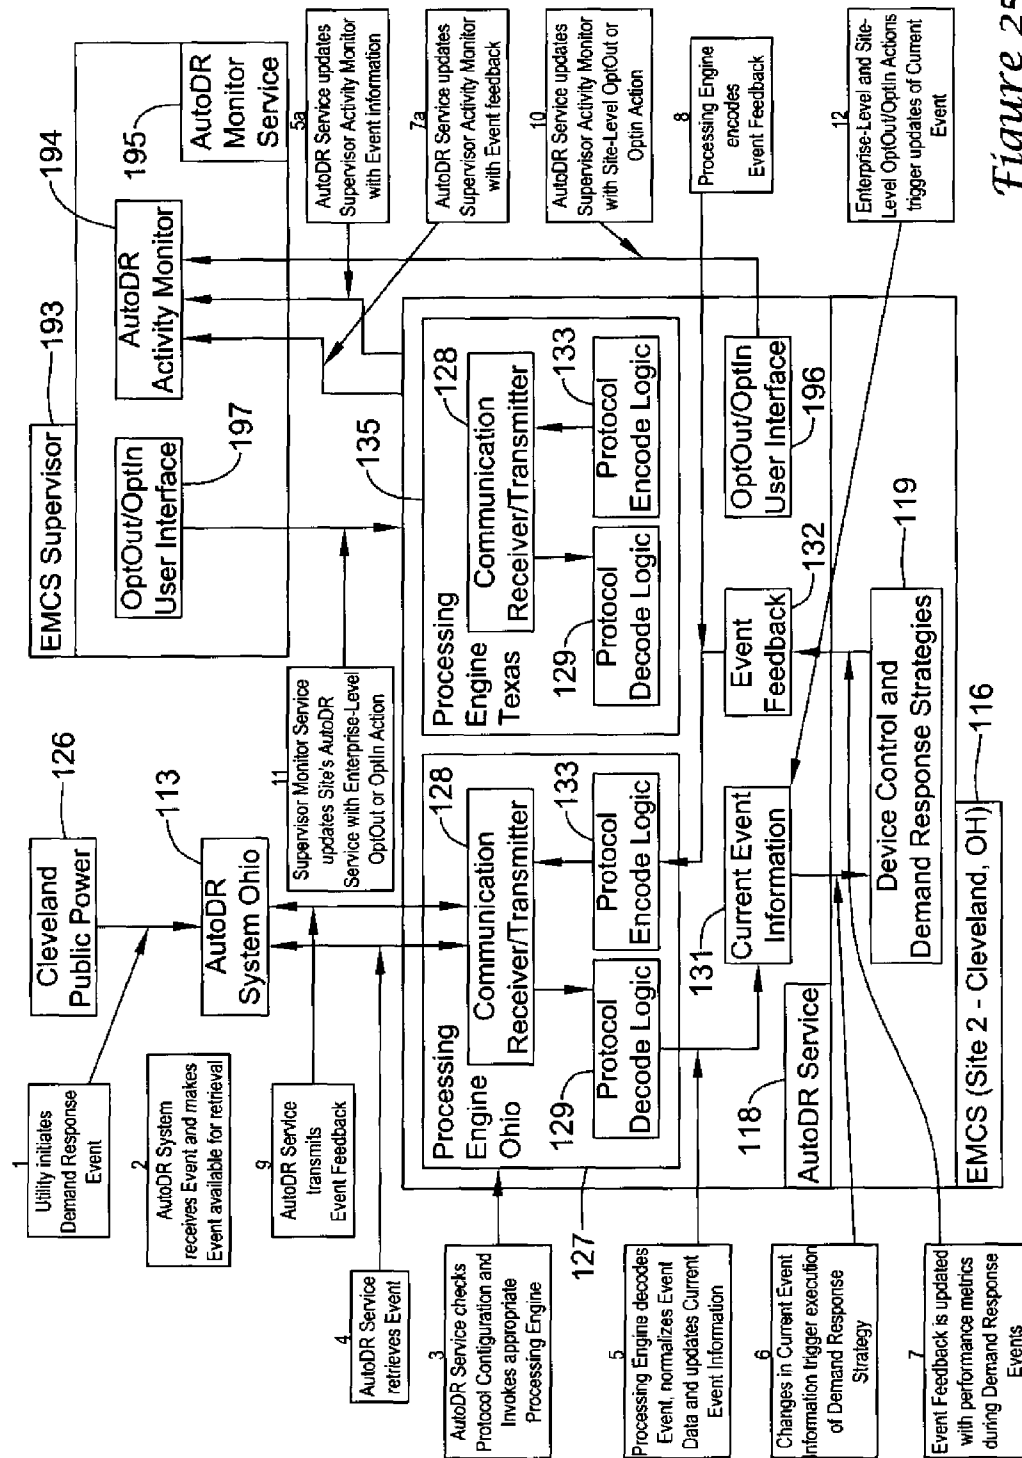 1
Utility initiates
Demand Response
Event
2
AutoDR System
receives Event and makes
Event available for retrieval
9
AutoDR Service
transmits
Event Feedback
4
AutoDR Service
retrieves Event
3
AutoDR Service checks
Protocol Configuration and
Invokes appropriate
Processing Engine
127
5
Processing Engine decodes
Event, normalizes Event
Data and updates Current
Event Information
6
Changes in Current Event
Information trigger execution
of Demand Response
Strategy
7
Event Feedback is updated
with performance metrics
during Demand Response
Events
Cleveland
Public Power
126
AutoDR
System Ohio
113
11
Supervisor Monitor Service
updates Site's AutoDR
Service with Enterprise-Level
OptOut or OptIn Action
EMCS Supervisor
193
OptOut/OptIn
User Interface
197
AutoDR
Activity Monitor
194
AutoDR
Monitor
Service
195
5a
AutoDR Service updates
Supervisor Activity Monitor
with Event Information
7a
AutoDR Service updates
Supervisor Activity Monitor
with Event feedback
10
AutoDR Service updates
Supervisor Activity Monitor
with Site-Level OptOut or
OptIn Action
8
Processing Engine
encodes
Event Feedback
12
Enterprise-Level and Site-
Level OptOut/OptIn Actions
trigger updates of Current
Event
Processing
Engine
Ohio
Communication
Receiver/Transmitter
128
Protocol
Decode Logic
129
Protocol
Encode Logic
133
135
Processing
Engine
Texas
Communication
Receiver/Transmitter
128
Protocol
Decode Logic
129
Protocol
Encode Logic
133
Current Event
Information
131
Event
Feedback
132
OptOut/OptIn
User Interface
196
AutoDR Service
118
Device Control and
Demand Response Strategies
119
EMCS (Site 2 - Cleveland, OH)
116